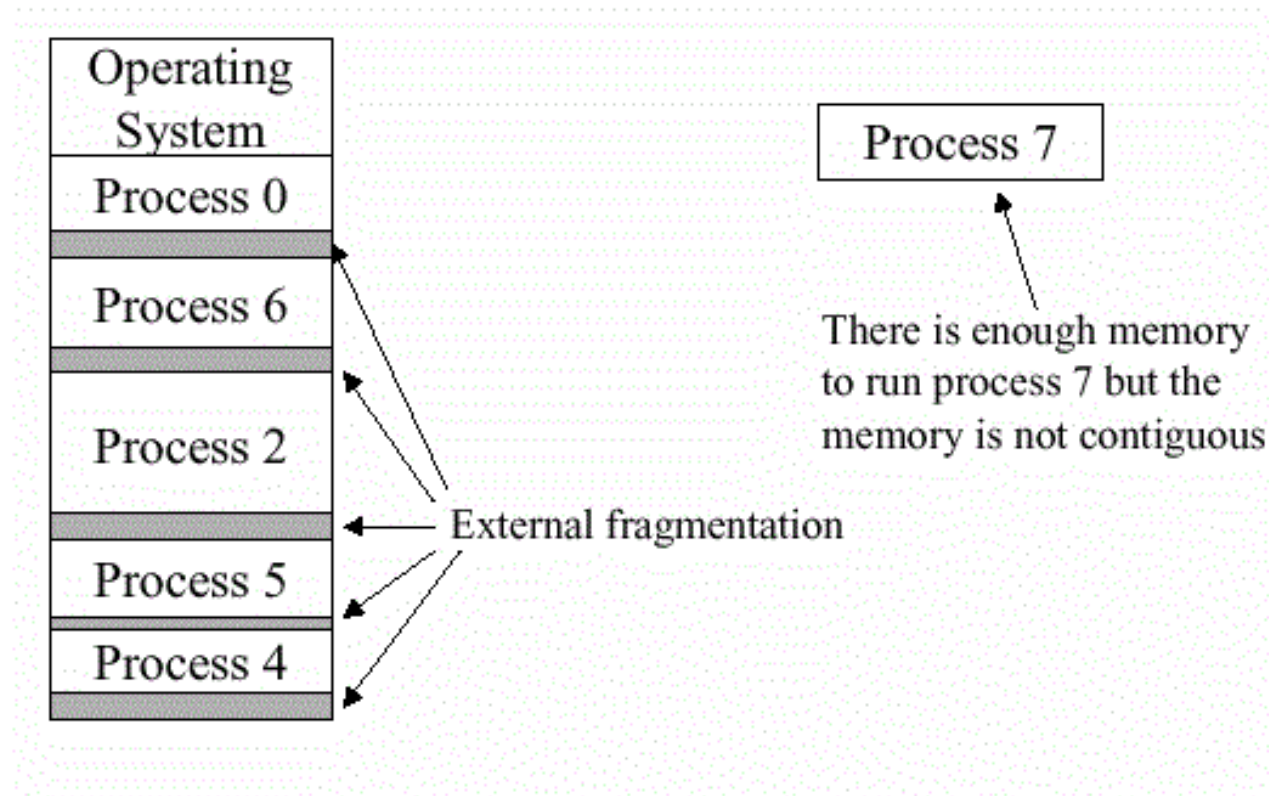 Operating
System
Process 0
Process 6
Process 2
Process 5
Process 4
External fragmentation
Process 7
There is enough memory
to run process 7 but the
memory is not contiguous